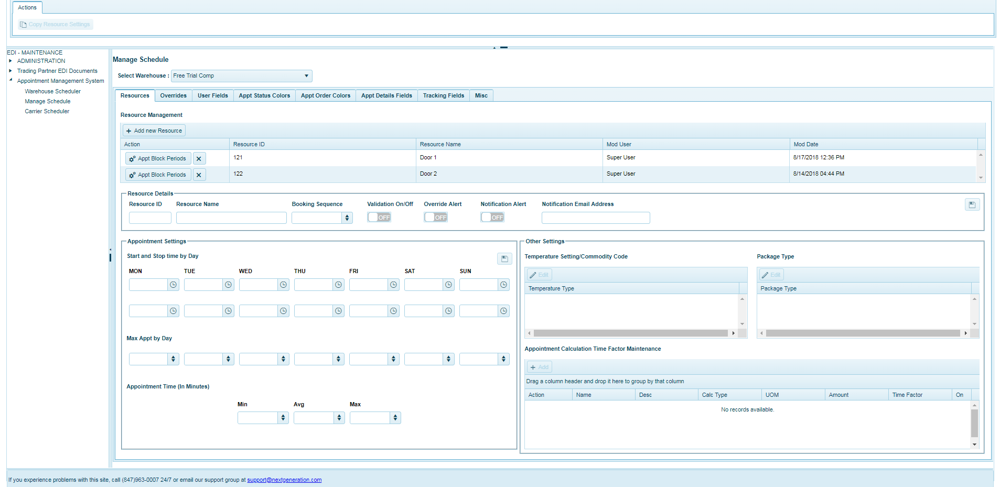 Actions
Copy Resource Settings
EDI - MAINTENANCE
ADMINISTRATION
Trading Partner EDI Documents
Appointment Management System
Warehouse Scheduler
Manage Schedule
Carrier Scheduler
Manage Schedule
Select Warehouse : Free Trial Comp
Resources Overrides User Fields Appt Status Colors Appt Order Colors Appt Details Fields Tracking Fields Misc
Resource Management
+ Add new Resource
Action Resource ID Resource Name Mod User Mod Date
Appt Block Periods 121 Door 1 Super User 8/17/2018 12:36 PM
Appt Block Periods 122 Door 2 Super User 8/14/2018 04:44 PM
Resource Details
Resource ID Resource Name Booking Sequence Validation On/Off Override Alert Notification Alert Notification Email Address
OFF OFF OFF
Appointment Settings
Start and Stop time by Day
MON TUE WED THU FRI SAT SUN
Max Appt by Day
Appointment Time (In Minutes)
Min Avg Max
Other Settings
Temperature Setting/Commodity Code Package Type
Edit Edit
Temperature Type Package Type
Appointment Calculation Time Factor Maintenance
+ Add
Drag a column header and drop it here to group by that column
Action Name Desc Calc Type UOM Amount Time Factor On
No records available.
If you experience problems with this site, call (847)963-0007 24/7 or email our support group at support@nextgeneration.com